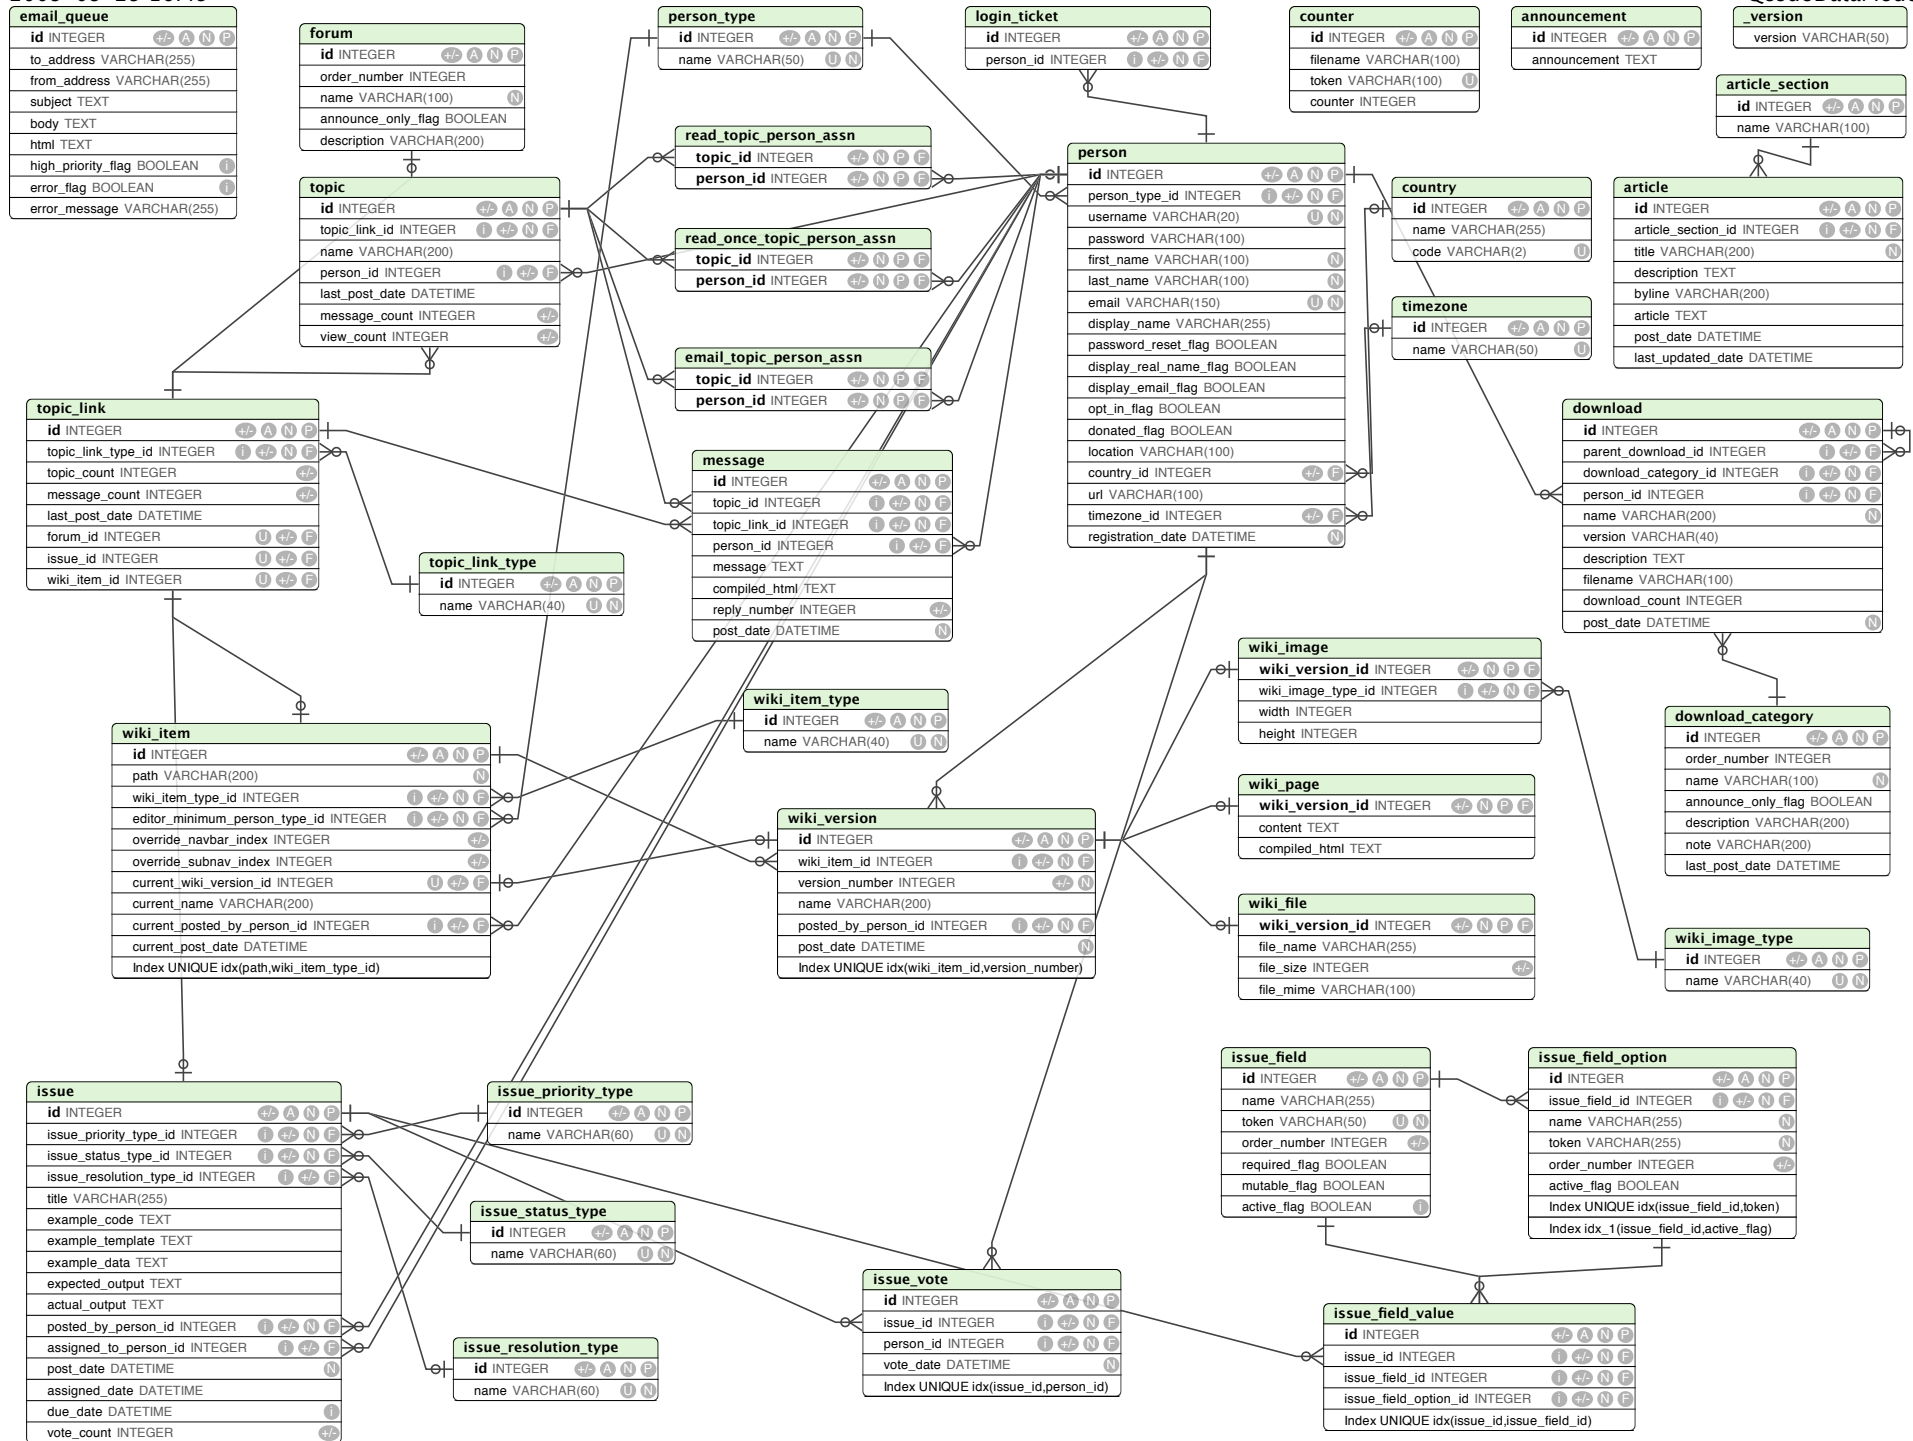 email_queue
id INTEGER +/- A N P
to_address VARCHAR(255)
from_address VARCHAR(255)
subject TEXT
body TEXT
html TEXT
high_priority_flag BOOLEAN i
error_flag BOOLEAN i
error_message VARCHAR(255)
forum
id INTEGER +/- A N P
order_number INTEGER
name VARCHAR(100) N
announce_only_flag BOOLEAN
description VARCHAR(200)
person_type
id INTEGER +/- A N P
name VARCHAR(50) U N
login_ticket
id INTEGER +/- A N P
person_id INTEGER i +/- N F
counter
id INTEGER +/- A N P
filename VARCHAR(100)
token VARCHAR(100) U
counter INTEGER
announcement
id INTEGER +/- A N P
announcement TEXT
_version
version VARCHAR(50)
article_section
id INTEGER +/- A N P
name VARCHAR(100)
read_topic_person_assn
topic_id INTEGER +/- N P F
person_id INTEGER +/- N P F
topic
id INTEGER +/- A N P
topic_link_id INTEGER i +/- N F
name VARCHAR(200)
person_id INTEGER i +/- F
last_post_date DATETIME
message_count INTEGER +/-
view_count INTEGER +/-
read_once_topic_person_assn
topic_id INTEGER +/- N P F
person_id INTEGER +/- N P F
email_topic_person_assn
topic_id INTEGER +/- N P F
person_id INTEGER +/- N P F
person
id INTEGER +/- A N P
person_type_id INTEGER i +/- N F
username VARCHAR(20) U N
password VARCHAR(100)
first_name VARCHAR(100) N
last_name VARCHAR(100) N
email VARCHAR(150) U N
display_name VARCHAR(255)
password_reset_flag BOOLEAN
display_real_name_flag BOOLEAN
display_email_flag BOOLEAN
opt_in_flag BOOLEAN
donated_flag BOOLEAN
location VARCHAR(100)
country_id INTEGER +/- F
url VARCHAR(100)
timezone_id INTEGER +/- F
registration_date DATETIME N
country
id INTEGER +/- A N P
name VARCHAR(255)
code VARCHAR(2) U
timezone
id INTEGER +/- A N P
name VARCHAR(50) U
article
id INTEGER +/- A N P
article_section_id INTEGER i +/- N F
title VARCHAR(200) N
description TEXT
byline VARCHAR(200)
article TEXT
post_date DATETIME
last_updated_date DATETIME
topic_link
id INTEGER +/- A N P
topic_link_type_id INTEGER i +/- N F
topic_count INTEGER +/-
message_count INTEGER +/-
last_post_date DATETIME
forum_id INTEGER U +/- F
issue_id INTEGER U +/- F
wiki_item_id INTEGER U +/- F
topic_link_type
id INTEGER +/- A N P
name VARCHAR(40) U N
message
id INTEGER +/- A N P
topic_id INTEGER i +/- N F
topic_link_id INTEGER i +/- N F
person_id INTEGER i +/- F
message TEXT
compiled_html TEXT
reply_number INTEGER +/-
post_date DATETIME N
download
id INTEGER +/- A N P
parent_download_id INTEGER i +/- F
download_category_id INTEGER i +/- N F
person_id INTEGER i +/- N F
name VARCHAR(200) N
version VARCHAR(40)
description TEXT
filename VARCHAR(100)
download_count INTEGER
post_date DATETIME N
wiki_item
id INTEGER +/- A N P
path VARCHAR(200) N
wiki_item_type_id INTEGER i +/- N F
editor_minimum_person_type_id INTEGER i +/- N F
override_navbar_index INTEGER +/-
override_subnav_index INTEGER +/-
current_wiki_version_id INTEGER U +/- F
current_name VARCHAR(200)
current_posted_by_person_id INTEGER i +/- F
current_post_date DATETIME
Index UNIQUE idx(path,wiki_item_type_id)
wiki_item_type
id INTEGER +/- A N P
name VARCHAR(40) U N
wiki_version
id INTEGER +/- A N P
wiki_item_id INTEGER i +/- N F
version_number INTEGER +/- N
name VARCHAR(200)
posted_by_person_id INTEGER i +/- N F
post_date DATETIME N
Index UNIQUE idx(wiki_item_id,version_number)
wiki_image
wiki_version_id INTEGER +/- N P F
wiki_image_type_id INTEGER i +/- N F
width INTEGER
height INTEGER
wiki_page
wiki_version_id INTEGER +/- N P F
content TEXT
compiled_html TEXT
wiki_file
wiki_version_id INTEGER +/- N P F
file_name VARCHAR(255)
file_size INTEGER +/-
file_mime VARCHAR(100)
download_category
id INTEGER +/- A N P
order_number INTEGER
name VARCHAR(100) N
announce_only_flag BOOLEAN
description VARCHAR(200)
note VARCHAR(200)
last_post_date DATETIME
wiki_image_type
id INTEGER +/- A N P
name VARCHAR(40) U N
issue
id INTEGER +/- A N P
issue_priority_type_id INTEGER i +/- N F
issue_status_type_id INTEGER i +/- N F
issue_resolution_type_id INTEGER i +/- F
title VARCHAR(255)
example_code TEXT
example_template TEXT
example_data TEXT
expected_output TEXT
actual_output TEXT
posted_by_person_id INTEGER i +/- N F
assigned_to_person_id INTEGER i +/- F
post_date DATETIME N
assigned_date DATETIME
due_date DATETIME i
vote_count INTEGER +/-
issue_priority_type
id INTEGER +/- A N P
name VARCHAR(60) U N
issue_status_type
id INTEGER +/- A N P
name VARCHAR(60) U N
issue_resolution_type
id INTEGER +/- A N P
name VARCHAR(60) U N
issue_vote
id INTEGER +/- A N P
issue_id INTEGER i +/- N F
person_id INTEGER i +/- N F
vote_date DATETIME N
Index UNIQUE idx(issue_id,person_id)
issue_field
id INTEGER +/- A N P
name VARCHAR(255)
token VARCHAR(50) U N
order_number INTEGER +/-
required_flag BOOLEAN
mutable_flag BOOLEAN
active_flag BOOLEAN i
issue_field_option
id INTEGER +/- A N P
issue_field_id INTEGER i +/- N F
name VARCHAR(255) N
token VARCHAR(255) N
order_number INTEGER +/-
active_flag BOOLEAN
Index UNIQUE idx(issue_field_id,token)
Index idx_1(issue_field_id,active_flag)
issue_field_value
id INTEGER +/- A N P
issue_id INTEGER i +/- N F
issue_field_id INTEGER i +/- N F
issue_field_option_id INTEGER i +/- N F
Index UNIQUE idx(issue_id,issue_field_id)